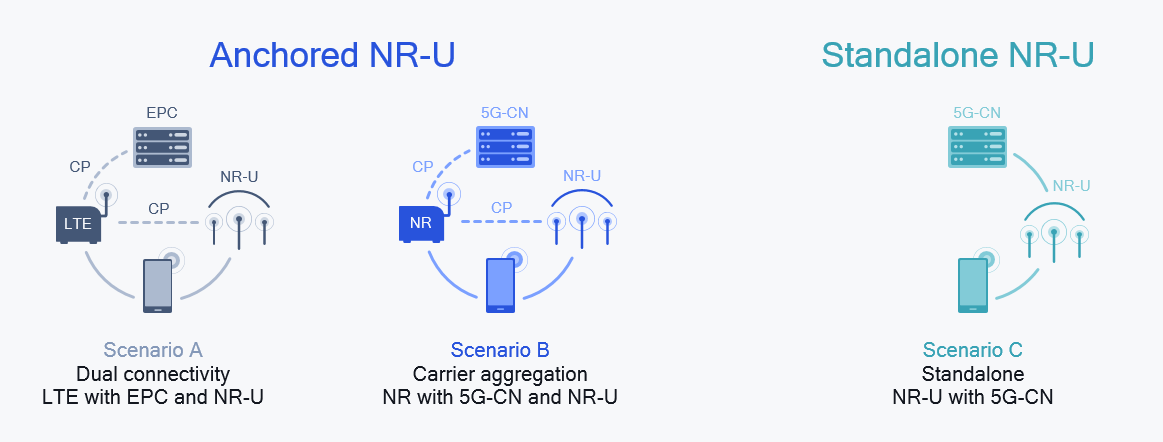 Anchored NR-U
Standalone NR-U
EPC
CP
NR-U
LTE
CP
5G-CN
CP
NR-U
NR
CP
5G-CN
NR-U
Scenario A
Dual connectivity
LTE with EPC and NR-U
Scenario B
Carrier aggregation
NR with 5G-CN and NR-U
Scenario C
Standalone
NR-U with 5G-CN